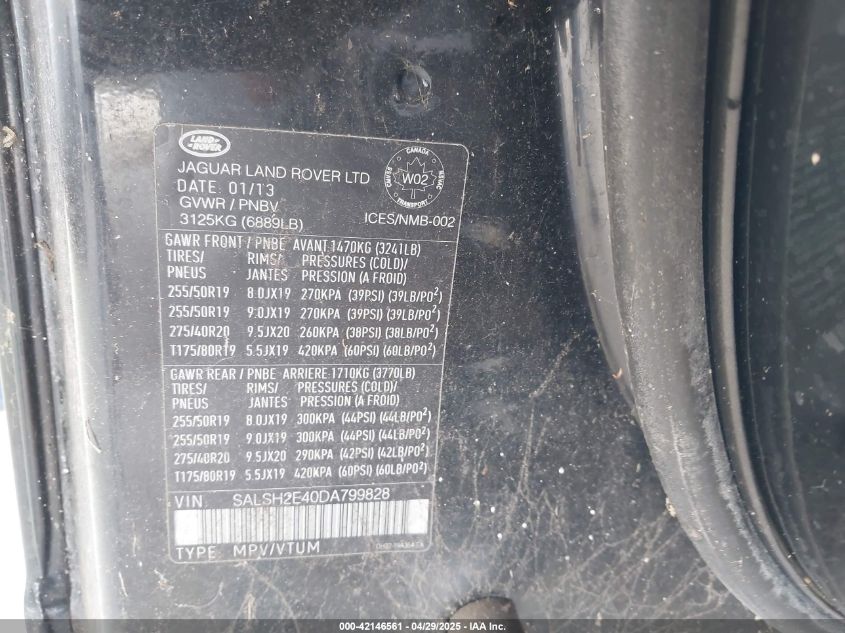 LAND ROVER
JAGUAR LAND ROVER LTD
DATE: 01/13
GVWR / PNBV
3125KG (6889LB)
CANADA
CMVSS
NSVAC
W02
TRANSPORT
ICES/NMB-002
GAWR FRONT / PNBE AVANT 1470KG (3241LB)
TIRES/ RIMS/ PRESSURES (COLD)/
PNEUS JANTES PRESSION (A FROID)
255/50R19 8.0JX19 270KPA (39PSI) (39LB/PO²)
255/50R19 9.0JX19 270KPA (39PSI) (39LB/PO²)
275/40R20 9.5JX20 260KPA (38PSI) (38LB/PO²)
T175/80R19 5.5JX19 420KPA (60PSI) (60LB/PO²)
GAWR REAR / PNBE ARRIERE 1710KG (3770LB)
TIRES/ RIMS/ PRESSURES (COLD)/
PNEUS JANTES PRESSION (A FROID)
255/50R19 8.0JX19 300KPA (44PSI) (44LB/PO²)
255/50R19 9.0JX19 300KPA (44PSI) (44LB/PO²)
275/40R20 9.5JX20 290KPA (42PSI) (42LB/PO²)
T175/80R19 5.5JX19 420KPA (60PSI) (60LB/PO²)
VIN: SALSH2E40DA799828
TYPE: MPV/VTUM
000-42146561 04/29/2025 - IAA Inc.